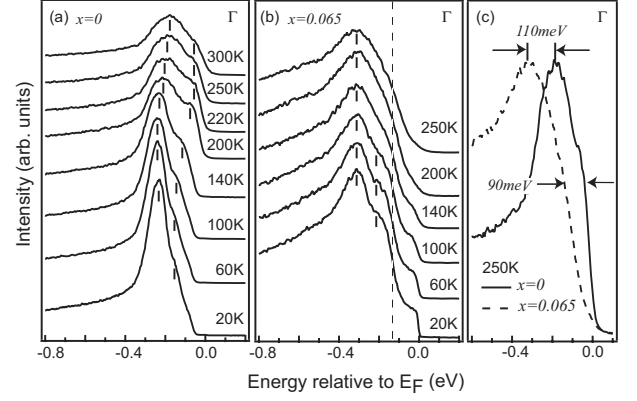 (a) x=0 Γ
300K
250K
220K
200K
140K
100K
60K
20K
-0.8 -0.4 0.0
(b) x=0.065 Γ
250K
200K
140K
100K
60K
20K
-0.8 -0.4 0.0
(c) Γ
110meV
90meV
250K
x=0
x=0.065
-0.4 0.0
Intensity (arb. units)
Energy relative to EF (eV)